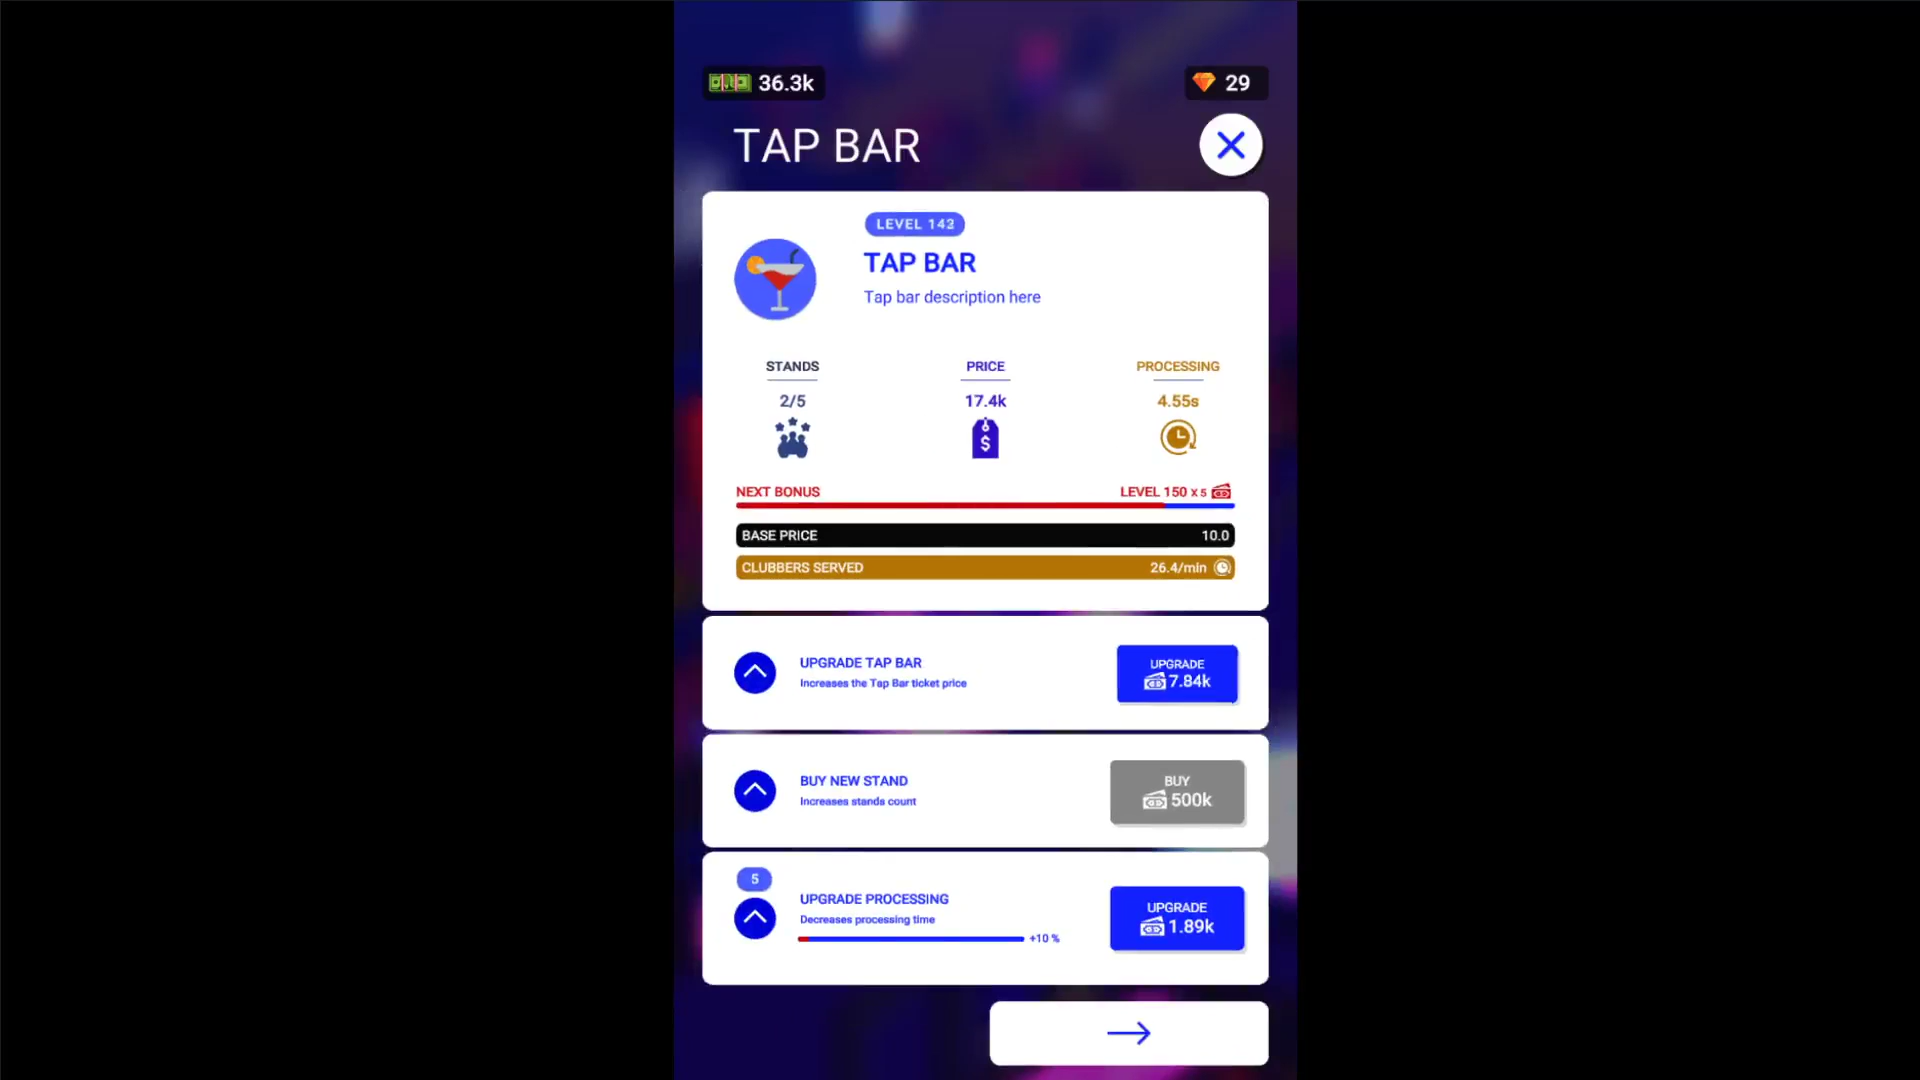 36.3k
29
TAP BAR
LEVEL 143
TAP BAR
Tap bar description here
STANDS
PRICE
PROCESSING
2/5
17.4k
4.55s
NEXT BONUS
LEVEL 150 x 5
BASE PRICE
10.0
CLUBBERS SERVED
26.4/min
UPGRADE TAP BAR
Increases the Tap Bar ticket price
UPGRADE
7.84k
BUY NEW STAND
Increases stands count
BUY
500k
5
UPGRADE PROCESSING
Decreases processing time
+10 %
UPGRADE
1.89k